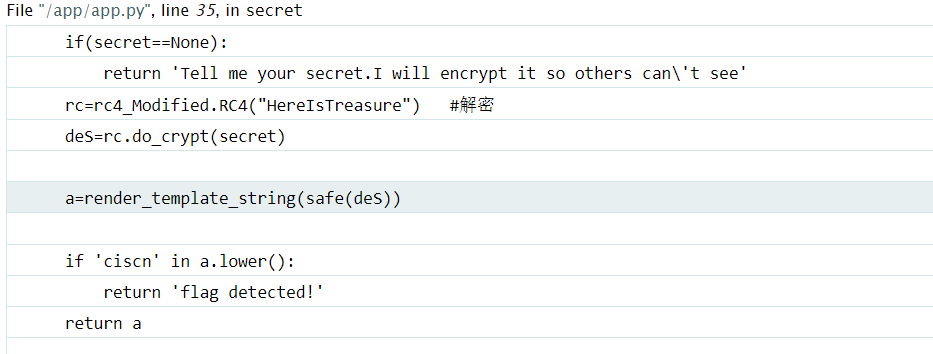 File "/app/app.py", line 35, in secret
if(secret==None):
return 'Tell me your secret.I will encrypt it so others can\'t see'
rc=rc4_Modified.RC4("HereIsTreasure")   #解密
deS=rc.do_crypt(secret)
a=render_template_string(safe(deS))
if 'ciscn' in a.lower():
return 'flag detected!'
return a